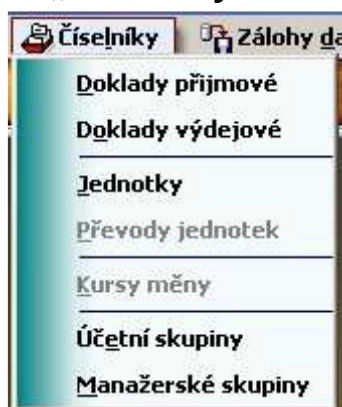 Číselníky Zálohy da
Doklady přijmové
Doklady výdejové
Jednotky
Převody jednotek
Kursy měny
Účetní skupiny
Manažerské skupiny